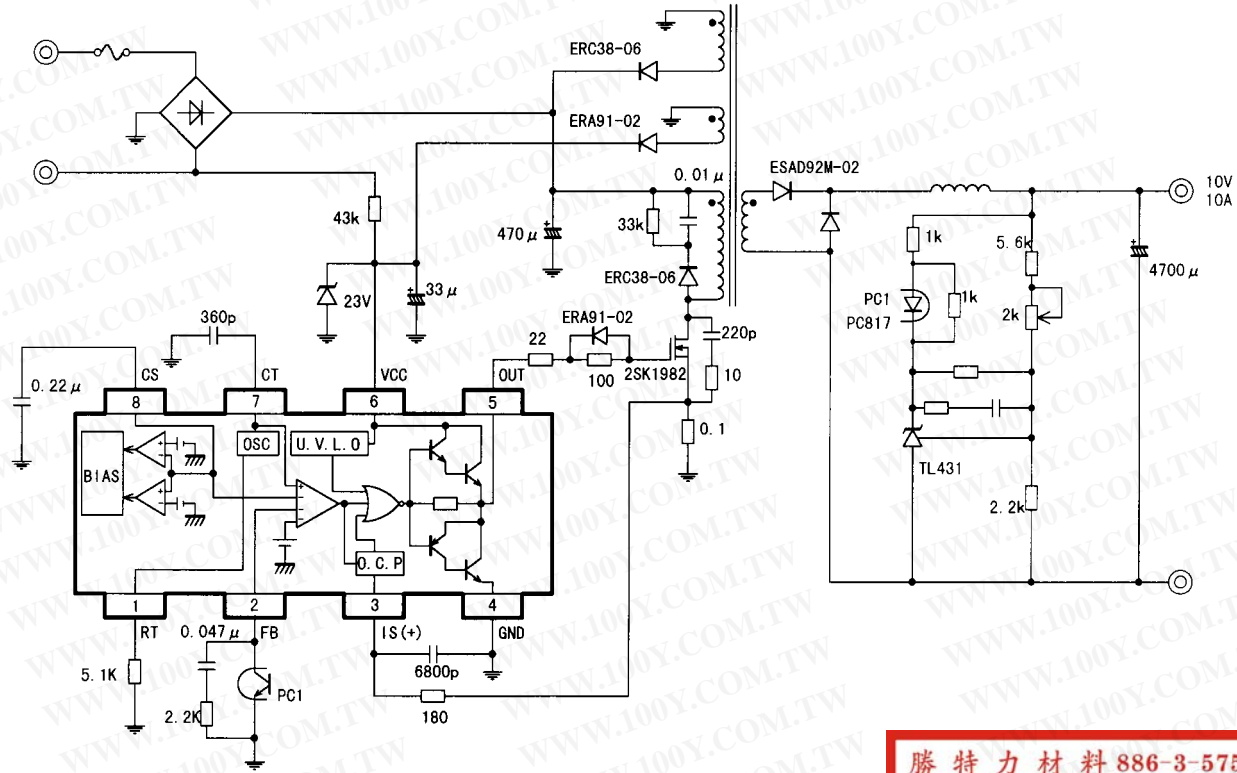 ERC38-06
ERA91-02
ESAD92M-02
0.01μ
10V
10A
43k
470μ
33k
1k
5.6k
4700μ
ERC38-06
23V
33μ
PC1
PC817
1k
2k
360p
ERA91-02
220p
22
100
2SK1982
10
0.22μ
CS
CT
VCC
OUT
8
7
6
5
0.1
BIAS
OSC
U.V.L.O
O.C.P
TL431
2.2k
1
2
3
4
RT
0.047μ
FB
IS(+)
GND
5.1K
6800p
PC1
2.2K
180
WWW.100Y.COM.TW
勝特力材料886-3-575